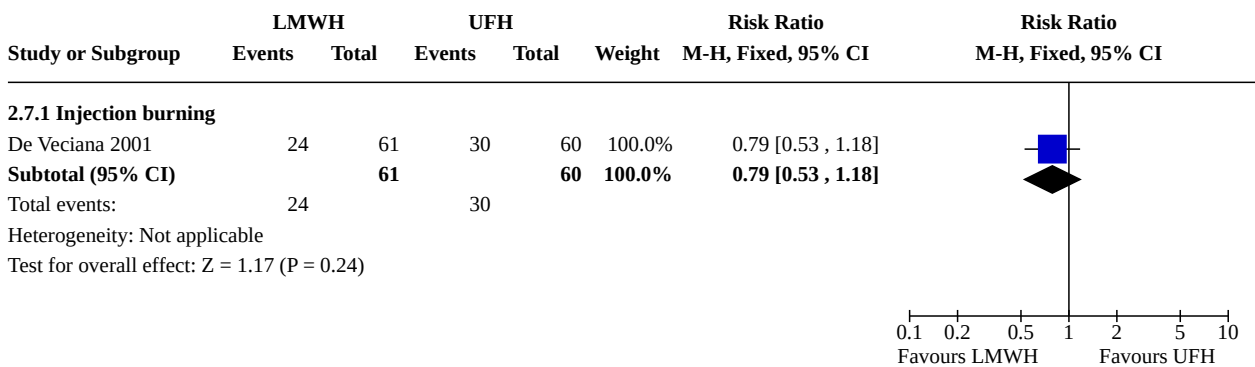 LMWH UFH Risk Ratio Risk Ratio
Study or Subgroup Events Total Events Total Weight M-H, Fixed, 95% CI M-H, Fixed, 95% CI
2.7.1 Injection burning
De Veciana 2001 24 61 30 60 100.0% 0.79 [0.53 , 1.18]
Subtotal (95% CI) 61 60 100.0% 0.79 [0.53 , 1.18]
Total events: 24 30
Heterogeneity: Not applicable
Test for overall effect: Z = 1.17 (P = 0.24)
0.1 0.2 0.5 1 2 5 10
Favours LMWH Favours UFH